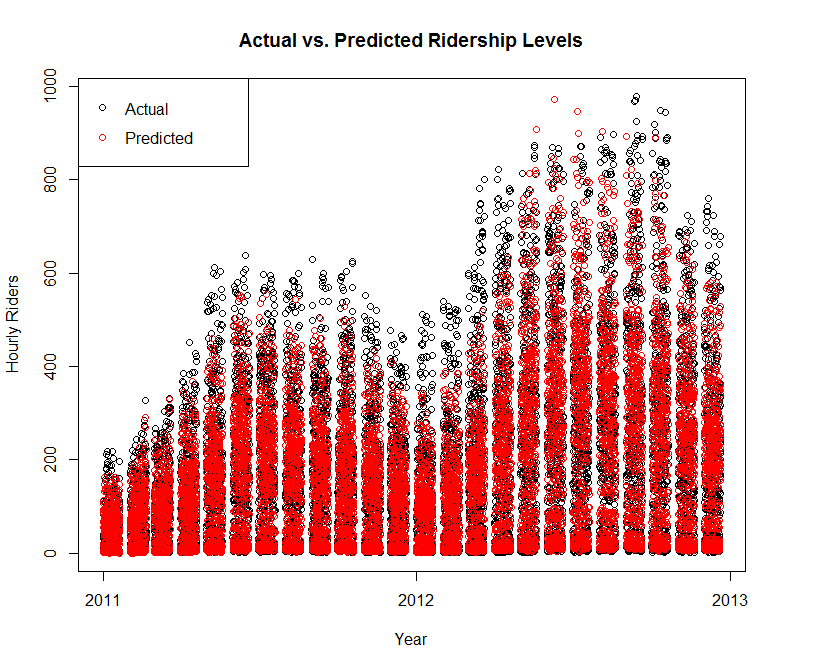 Actual vs. Predicted Ridership Levels
1000
Actual
Predicted
800
600
400
200
0
Hourly Riders
2011
2012
2013
Year